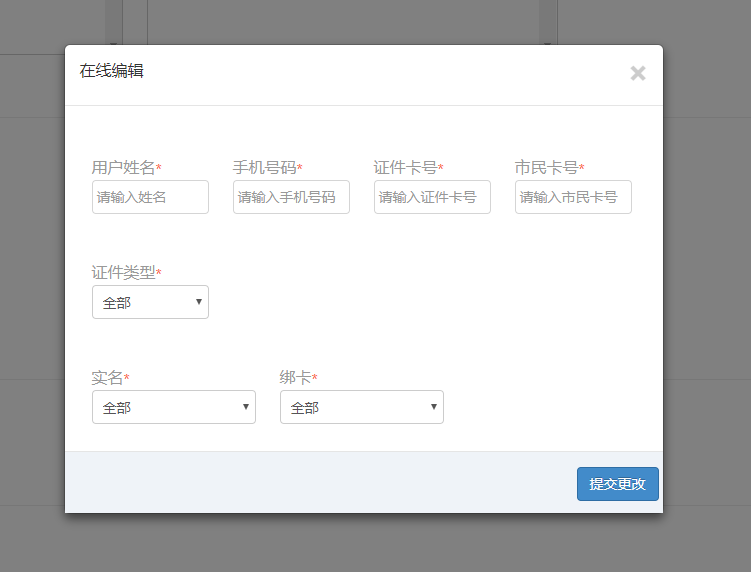 在线编辑 ×
用户姓名* 手机号码* 证件卡号* 市民卡号*
请输入姓名 请输入手机号码 请输入证件卡号 请输入市民卡号
证件类型*
全部
实名* 绑卡*
全部 全部
提交更改